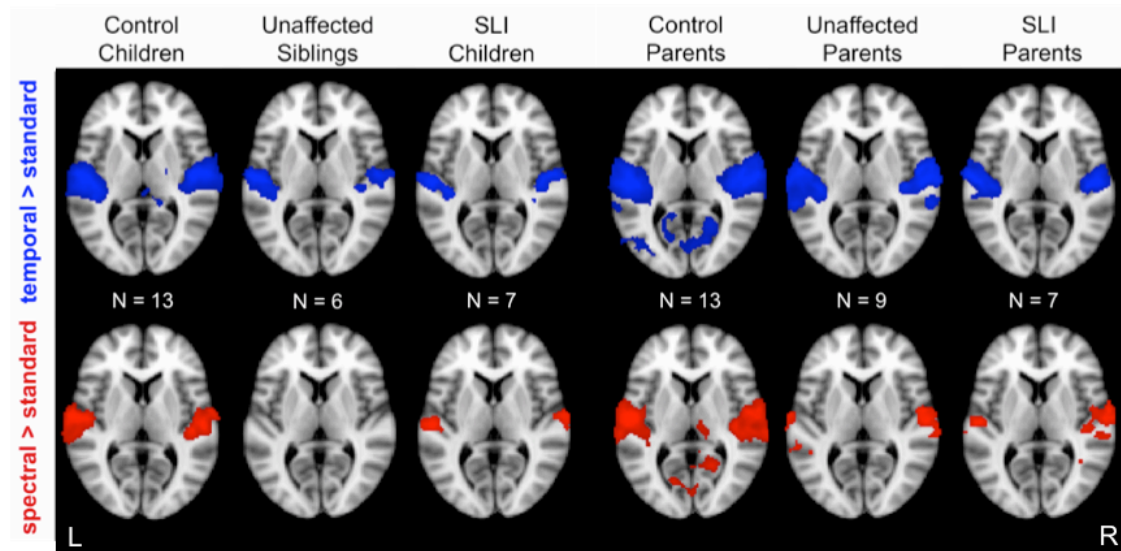 Control
Children
Unaffected
Siblings
SLI
Children
Control
Parents
Unaffected
Parents
SLI
Parents
temporal > standard
N = 13
N = 6
N = 7
N = 13
N = 9
N = 7
spectral > standard
L
R